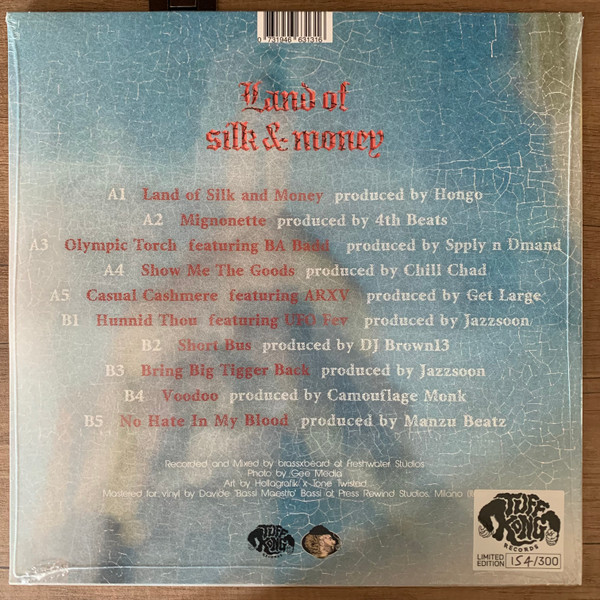 0 731946 631316
Land of
silk & money
A1 Land of Silk and Money produced by Hongo
A2 Mignonette produced by 4th Beats
A3 Olympic Torch featuring BA Badd produced by Spply n Dmand
A4 Show Me The Goods produced by Chill Chad
A5 Casual Cashmere featuring ARXV produced by Get Large
B1 Hunnid Thou featuring UFO Fev produced by Jazzsoon
B2 Short Bus produced by DJ Brown13
B3 Bring Big Tigger Back produced by Jazzsoon
B4 Voodoo produced by Camouflage Monk
B5 No Hate In My Blood produced by Manzu Beatz
Recorded and Mixed by brassxbeard at Freshwater Studios
Photo by Gee Media
Art by Hollagrafik x Tone Twisted
Mastered for vinyl by Davide "Bassi Maestro" Bassi at Press Rewind Studios, Milano
TUFF
KONG
RECORDS
TUFF
KONG
RECORDS
LIMITED
EDITION 154/300